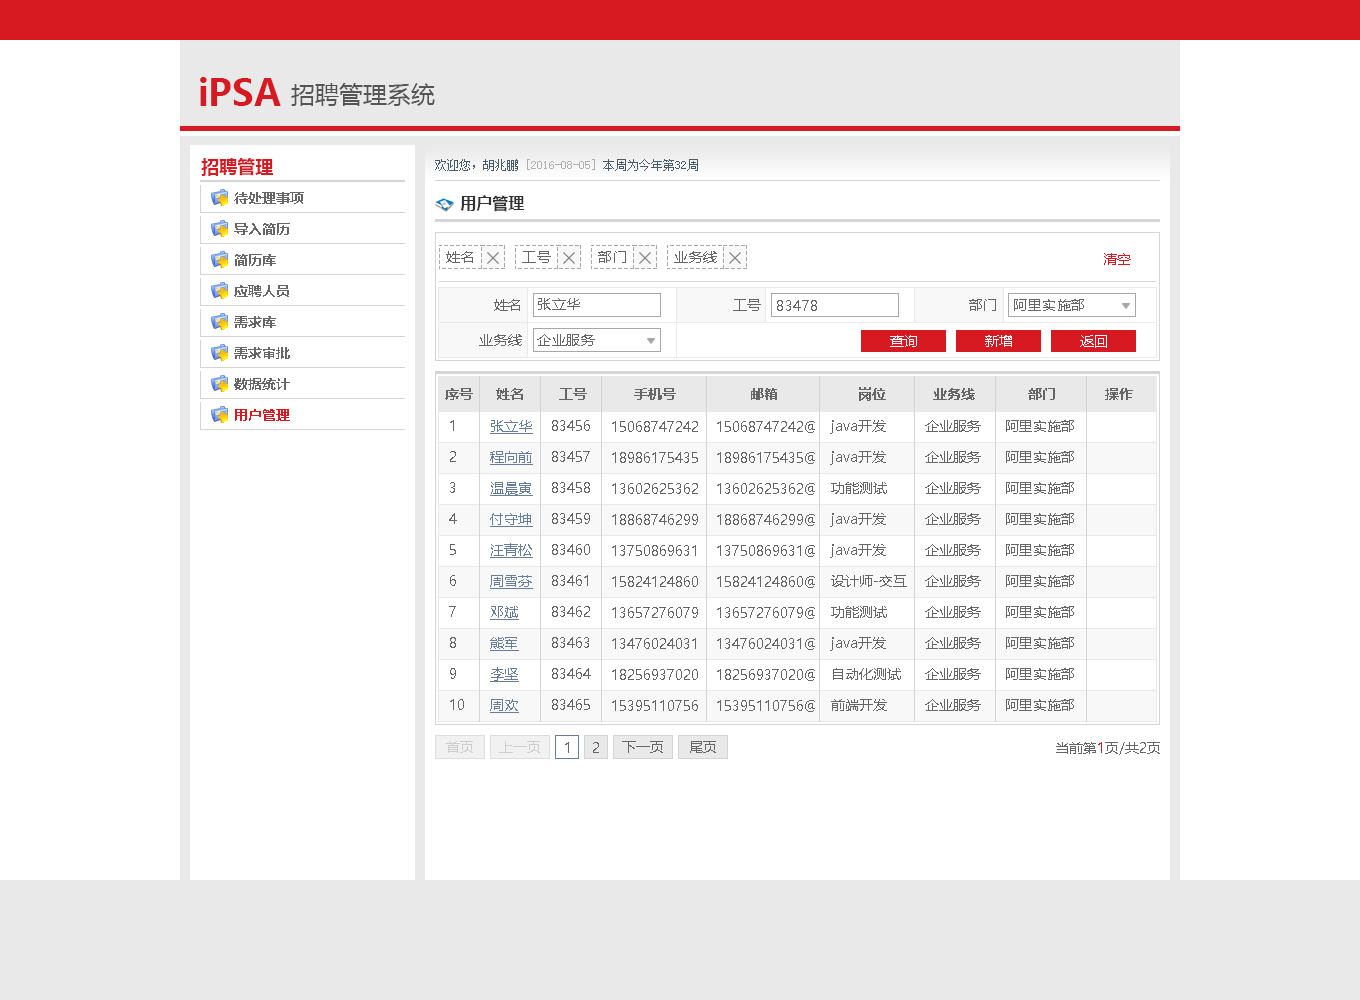 iPSA 招聘管理系统
招聘管理
待处理事项
导入简历
简历库
应聘人员
需求库
需求审批
数据统计
用户管理
欢迎您，胡兆鹏 [2016-08-05] 本周为今年第32周
用户管理
姓名 工号 部门 业务线 清空
姓名 张立华 工号 83478 部门 阿里实施部
业务线 企业服务 查询 新增 返回
序号 姓名 工号 手机号 邮箱 岗位 业务线 部门 操作
1 张立华 83456 15068747242 15068747242@ java开发 企业服务 阿里实施部
2 程向前 83457 18986175435 18986175435@ java开发 企业服务 阿里实施部
3 温晨寅 83458 13602625362 13602625362@ 功能测试 企业服务 阿里实施部
4 付守坤 83459 18868746299 18868746299@ java开发 企业服务 阿里实施部
5 汪青松 83460 13750869631 13750869631@ java开发 企业服务 阿里实施部
6 周雪芬 83461 15824124860 15824124860@ 设计师-交互 企业服务 阿里实施部
7 邓斌 83462 13657276079 13657276079@ 功能测试 企业服务 阿里实施部
8 熊军 83463 13476024031 13476024031@ java开发 企业服务 阿里实施部
9 李坚 83464 18256937020 18256937020@ 自动化测试 企业服务 阿里实施部
10 周欢 83465 15395110756 15395110756@ 前端开发 企业服务 阿里实施部
首页 上一页 1 2 下一页 尾页 当前第1页/共2页